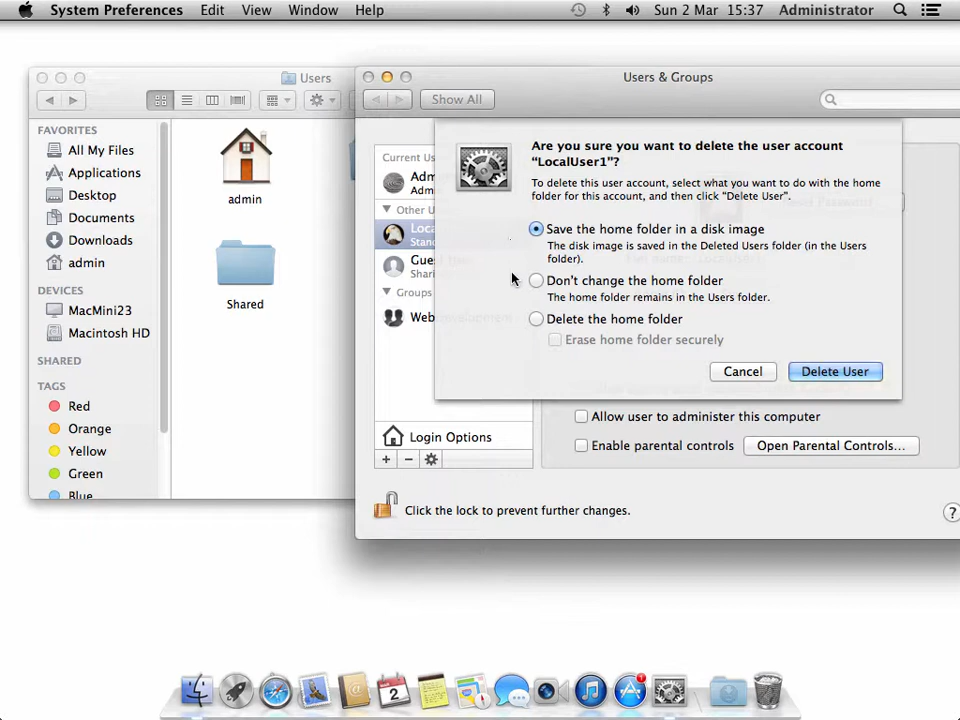 System Preferences Edit View Window Help Sun 2 Mar 15:37 Administrator
Users
Users & Groups
Show All
FAVORITES
All My Files
Applications
Desktop
Documents
admin
DEVICES
MacMini23
Macintosh HD
SHARED
TAGS
Red
Orange
Yellow
Green
Blue
admin
Shared
Current Us
Adm
Admi
Other U
Loca
Stand
Gue
Shari
Groups
Web
Login Options
+ −
Are you sure you want to delete the user account
“LocalUser1”?
To delete this user account, select what you want to do with the home
folder for this account, and then click “Delete User”.
Save the home folder in a disk image
The disk image is saved in the Deleted Users folder (in the Users
folder).
Don't change the home folder
The home folder remains in the Users folder.
Delete the home folder
Erase home folder securely
Cancel Delete User
Allow user to administer this computer
Enable parental controls Open Parental Controls...
Click the lock to prevent further changes.
?
2